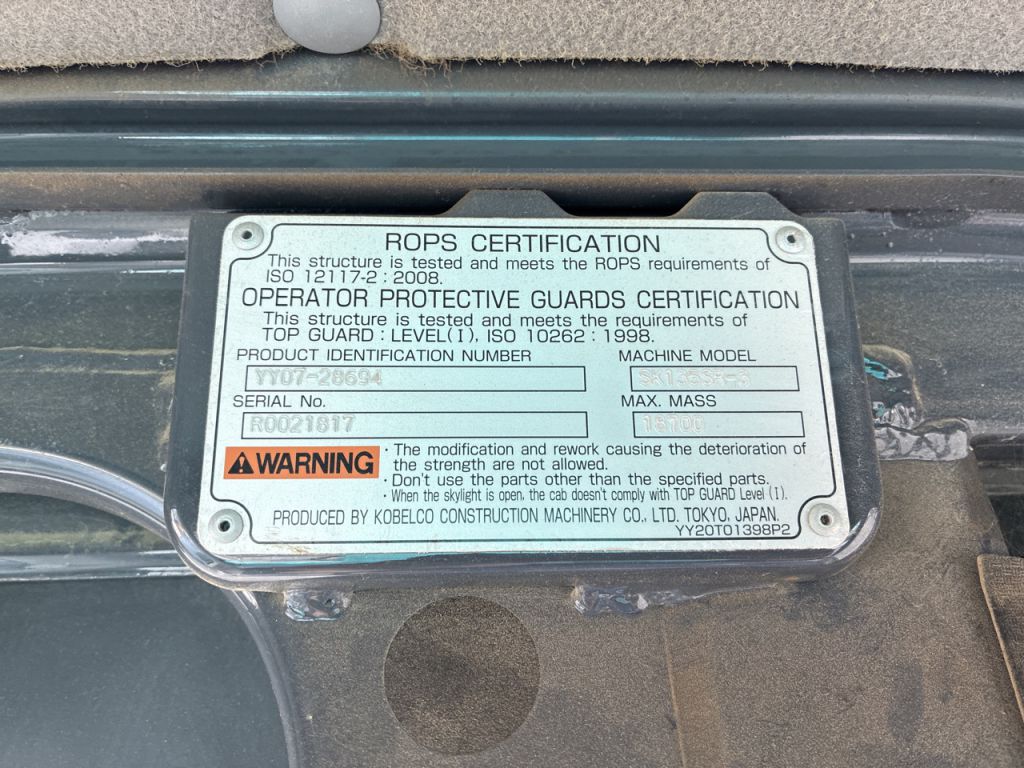 ROPS CERTIFICATION
This structure is tested and meets the ROPS requirements of
ISO 12117-2 : 2008.
OPERATOR PROTECTIVE GUARDS CERTIFICATION
This structure is tested and meets the requirements of
TOP GUARD : LEVEL(I), ISO 10262 : 1998.
PRODUCT IDENTIFICATION NUMBER MACHINE MODEL
YY07-28694 SK135SR-3
SERIAL No. MAX. MASS
R0021817
WARNING
· The modification and rework causing the deterioration of
the strength are not allowed.
· Don't use the parts other than the specified parts.
· When the skylight is open, the cab doesn't comply with TOP GUARD Level (I).
PRODUCED BY KOBELCO CONSTRUCTION MACHINERY CO., LTD. TOKYO, JAPAN.
YY20T01398P2